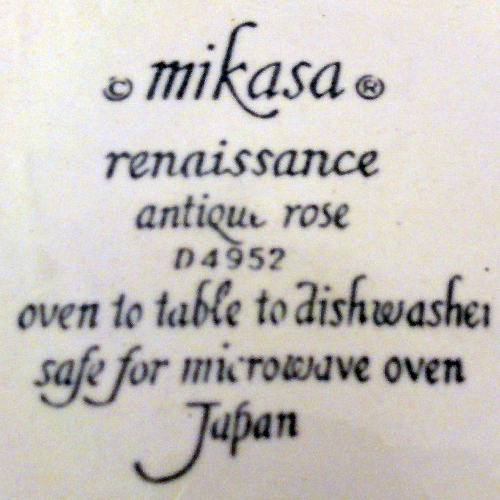 © mikasa ®
renaissance
antique rose
D4952
oven to table to dishwasher
safe for microwave oven
Japan